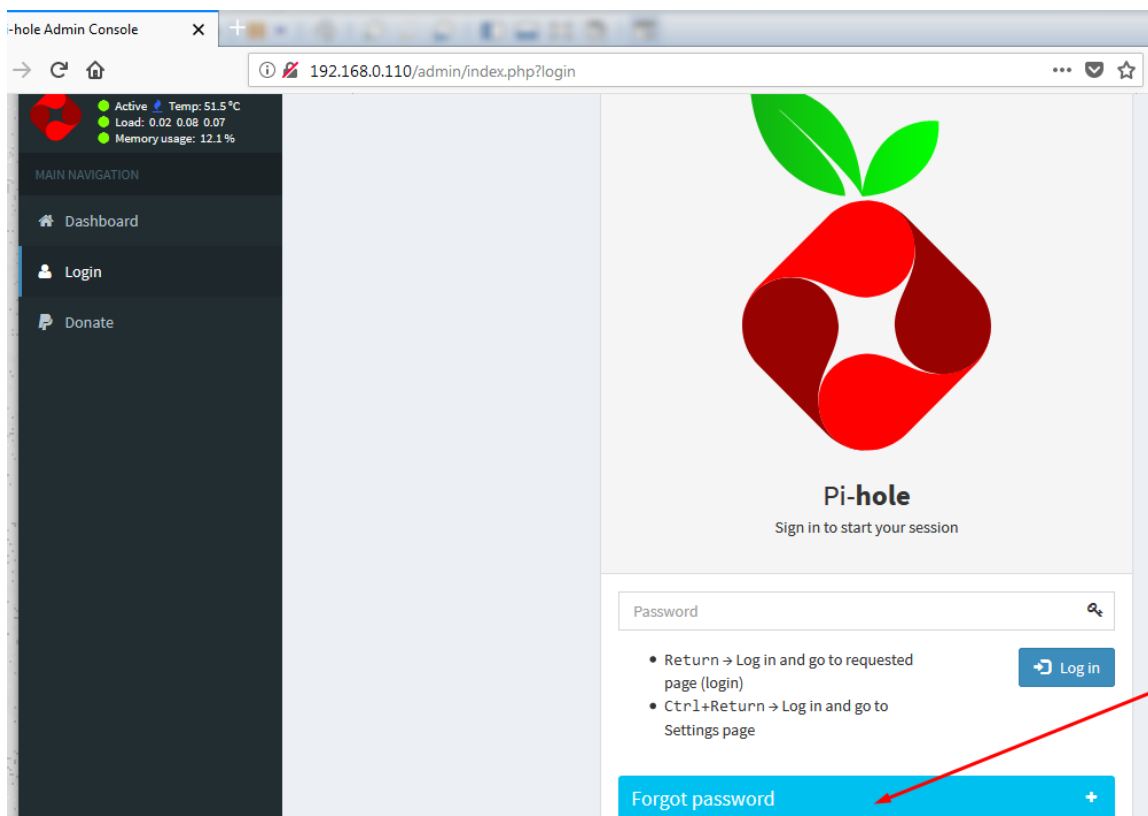 i-hole Admin Console
192.168.0.110/admin/index.php?login
Active Temp: 51.5 °C
Load: 0.02 0.08 0.07
Memory usage: 12.1 %
MAIN NAVIGATION
Dashboard
Login
Donate
Pi-hole
Sign in to start your session
Password
Return → Log in and go to requested
page (login)
Ctrl+Return → Log in and go to
Settings page
Log in
Forgot password